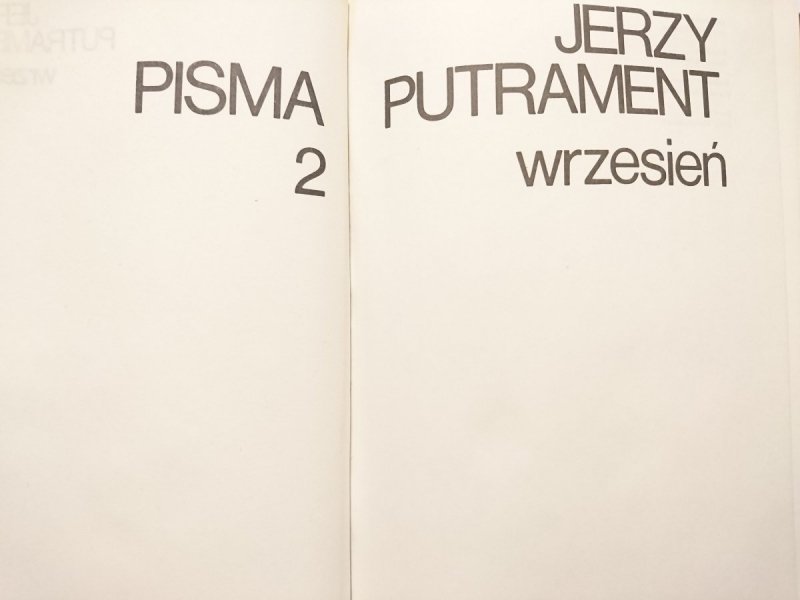 PISMA
2
JERZY
PUTRAMENT
wrzesień